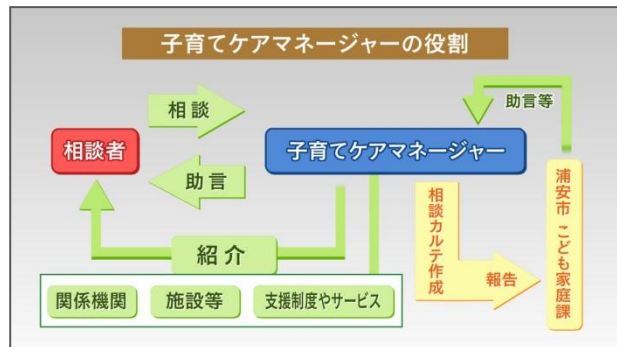 子育てケアマネージャーの役割
相談
助言等
相談者
子育てケアマネージャー
助言
相談カルテ作成
浦安市 こども家庭課
紹介
報告
関係機関
施設等
支援制度やサービス